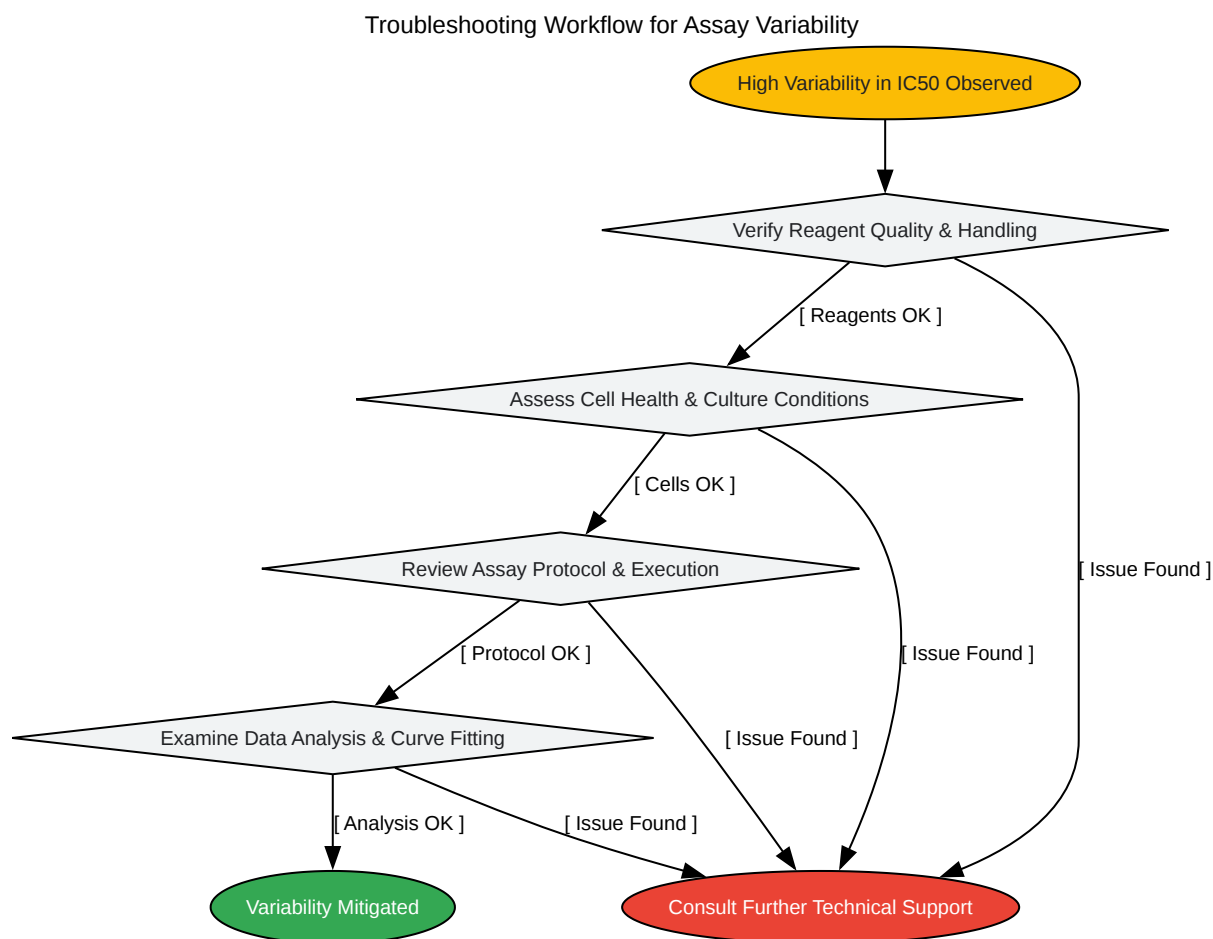 Troubleshooting Workflow for Assay Variability
High Variability in IC50 Observed
Verify Reagent Quality & Handling
[ Reagents OK ]
Assess Cell Health & Culture Conditions
[ Cells OK ]
Review Assay Protocol & Execution
[ Issue Found ]
[ Protocol OK ]
[ Issue Found ]
Examine Data Analysis & Curve Fitting
[ Issue Found ]
[ Analysis OK ]
[ Issue Found ]
Variability Mitigated
Consult Further Technical Support